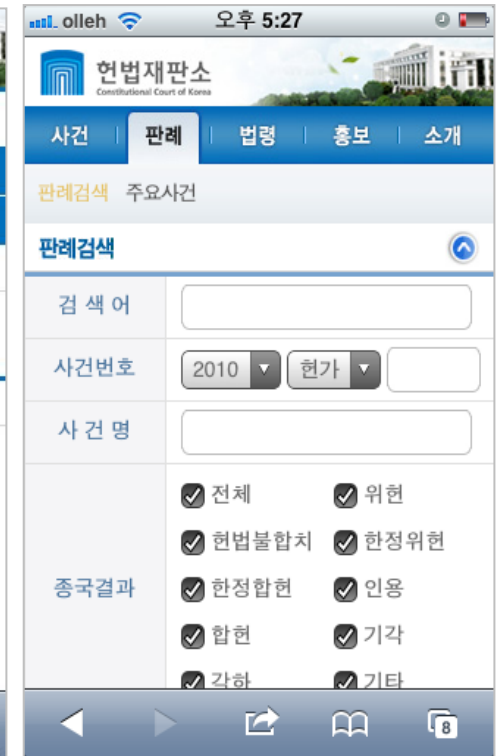 olleh 오후 5:27
헌법재판소
Constitutional Court of Korea
사건 판례 법령 홍보 소개
판례검색 주요사건
판례검색
검 색 어
사건번호 2010 헌가
사 건 명
종국결과
전체 위헌
헌법불합치 한정위헌
한정합헌 인용
합헌 기각
각하 기타
8